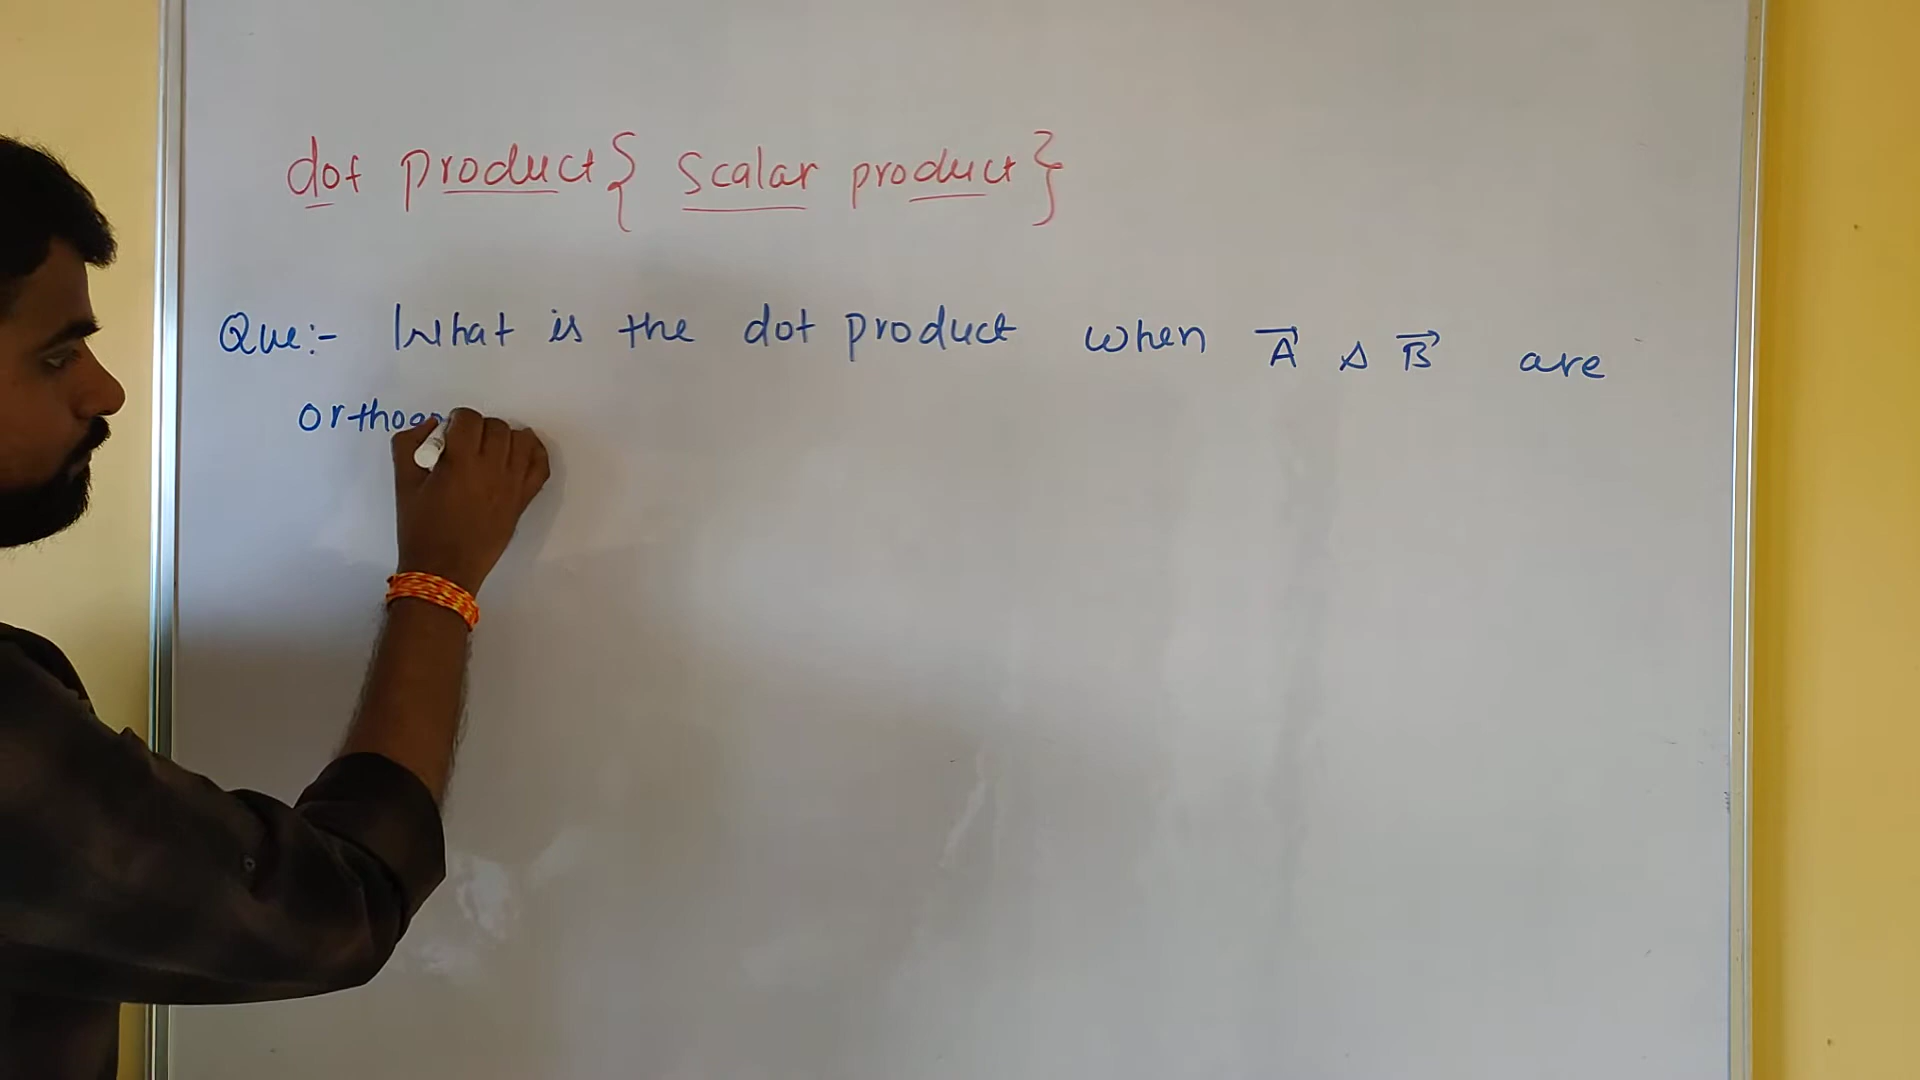 dot product { Scalar product }
Que:- What is the dot product when A & B are